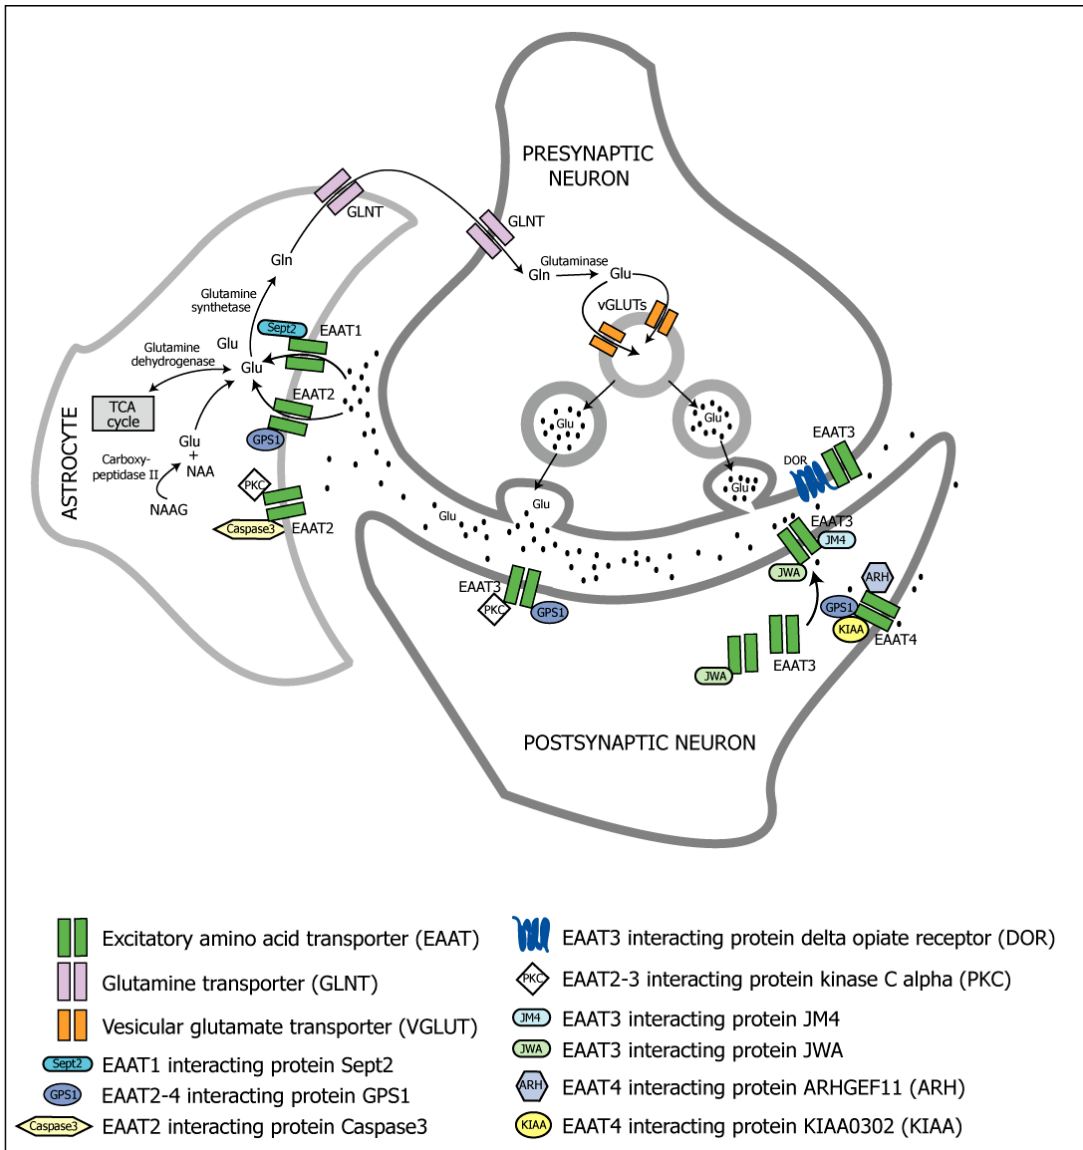 PRESYNAPTIC
NEURON
GLNT
GLNT
Gln
Glutaminase
Glu
vGLUTs
Gln
Glutamine
synthetase
Sept2
EAAT1
Glu
Glutamine
dehydrogenase
Glu
EAAT2
TCA
cycle
GPS1
Glu
+
NAA
Carboxy-
peptidase II
NAAG
ASTROCYTE
PKC
Caspase3
EAAT2
Glu
Glu
Glu
Glu
Glu
EAAT3
DOR
EAAT3
JM4
JWA
EAAT3
PKC
GPS1
ARH
GPS1
KIAA
EAAT4
EAAT3
JWA
POSTSYNAPTIC NEURON
Excitatory amino acid transporter (EAAT)
Glutamine transporter (GLNT)
Vesicular glutamate transporter (VGLUT)
Sept2 EAAT1 interacting protein Sept2
GPS1 EAAT2-4 interacting protein GPS1
Caspase3 EAAT2 interacting protein Caspase3
EAAT3 interacting protein delta opiate receptor (DOR)
PKC EAAT2-3 interacting protein kinase C alpha (PKC)
JM4 EAAT3 interacting protein JM4
JWA EAAT3 interacting protein JWA
ARH EAAT4 interacting protein ARHGEF11 (ARH)
KIAA EAAT4 interacting protein KIAA0302 (KIAA)